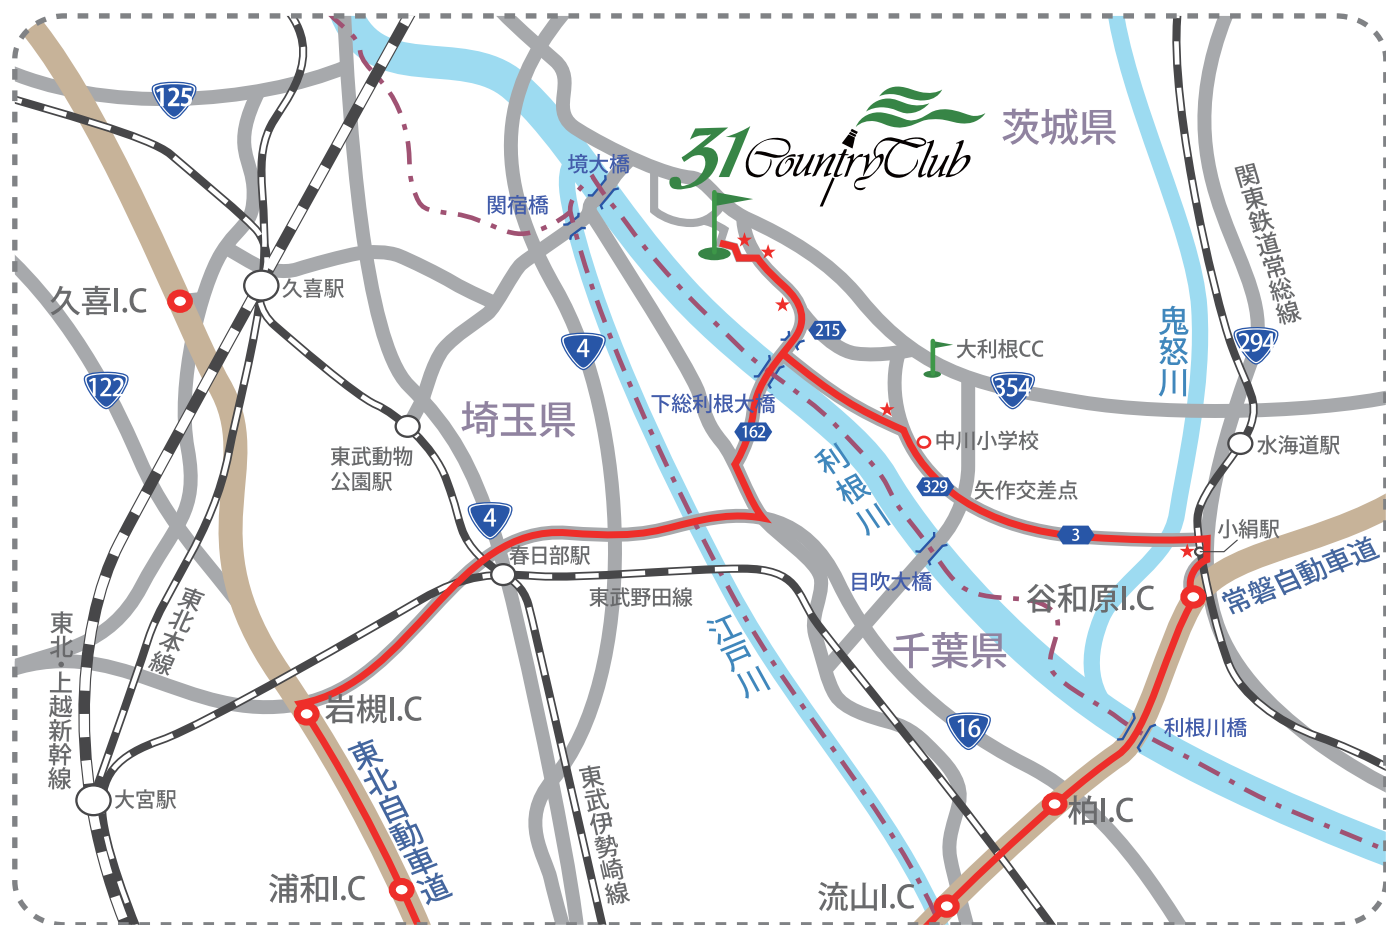 125
31 Country Club
茨城県
境大橋
関宿橋
関東鉄道常総線
久喜駅
久喜I.C
215
鬼怒川
294
4
大利根CC
354
122
下総利根大橋
埼玉県
162
中川小学校
水海道駅
東武動物
公園駅
利根川
329
矢作交差点
4
3
小絹駅
春日部駅
目吹大橋
常磐自動車道
東武野田線
谷和原I.C
東北本線
東北・上越新幹線
江戸川
千葉県
岩槻I.C
16
利根川橋
東北自動車道
大宮駅
東武伊勢崎線
柏I.C
浦和I.C
流山I.C